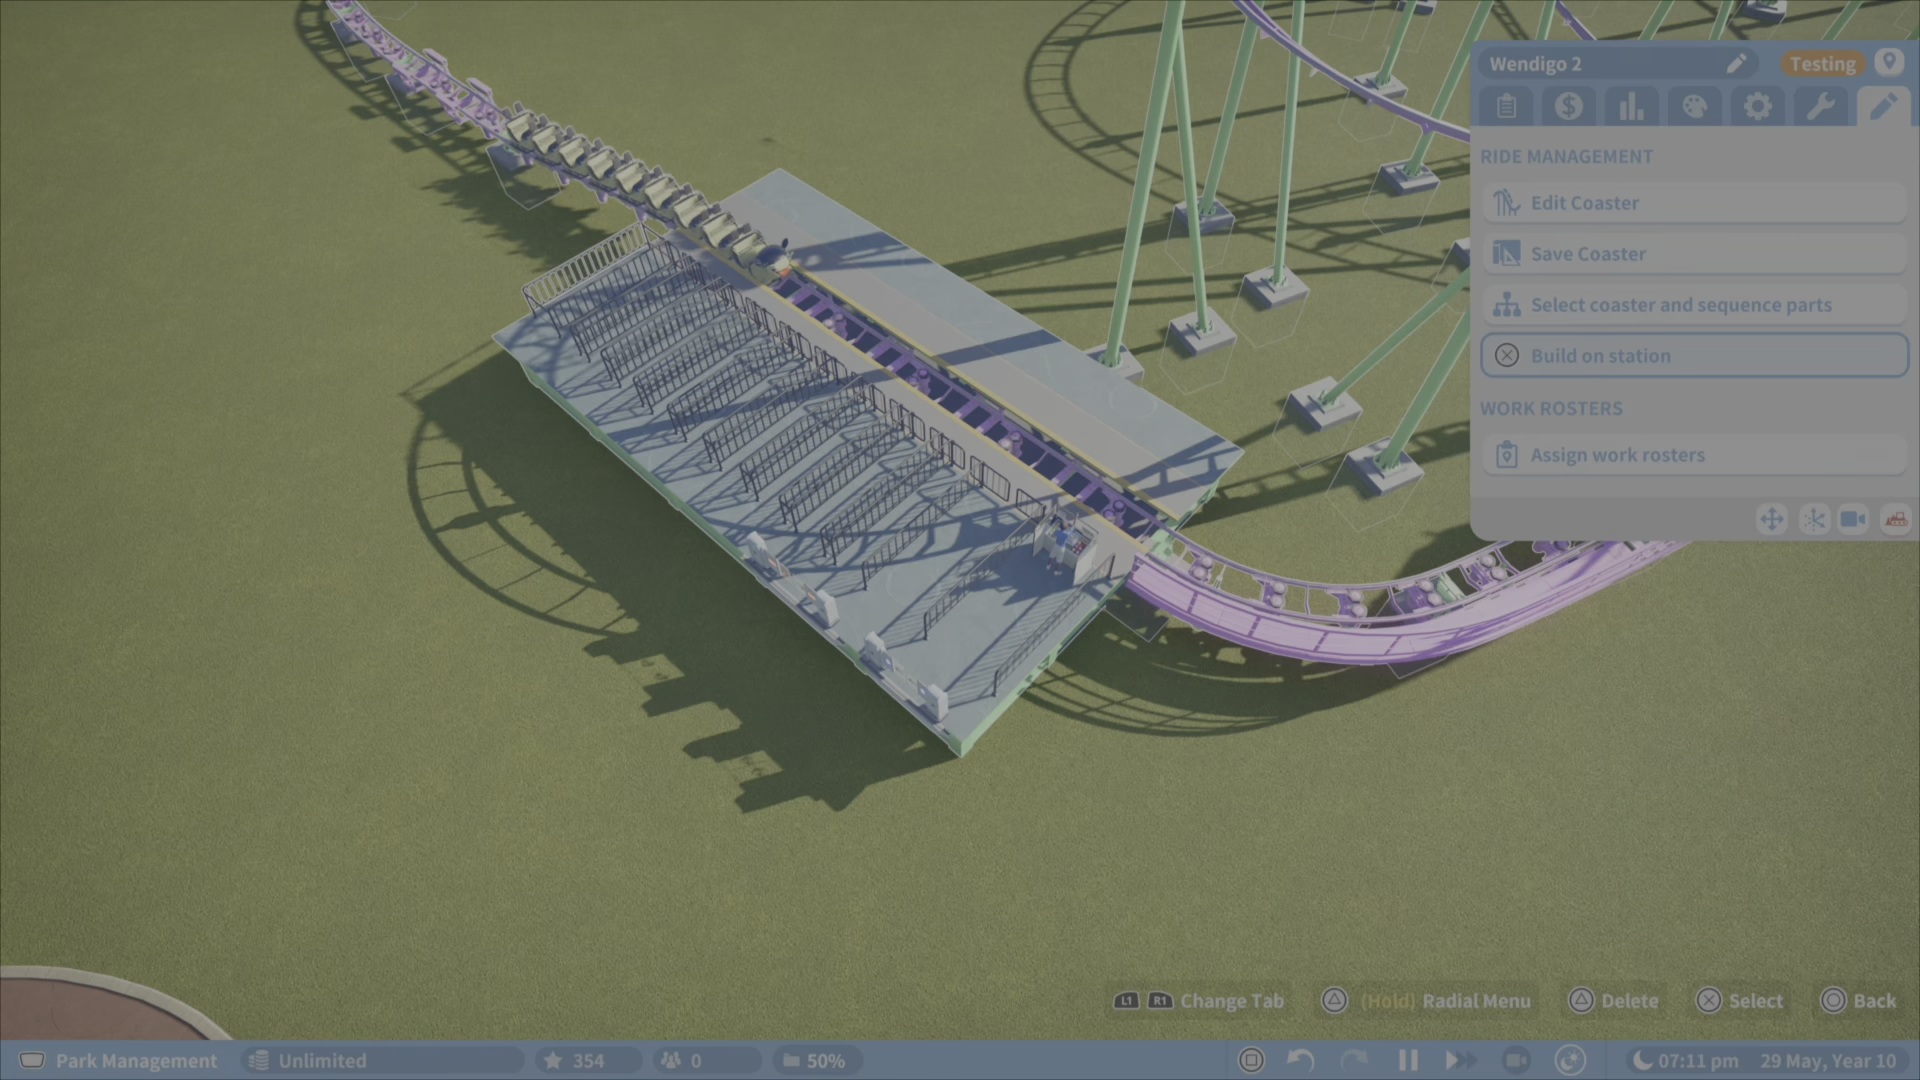 Wendigo 2
Testing
RIDE MANAGEMENT
Edit Coaster
Save Coaster
Select coaster and sequence parts
Build on station
WORK ROSTERS
Assign work rosters
L1 R1 Change Tab
(Hold) Radial Menu
Delete
Select
Back
Park Management
Unlimited
354
0
50%
07:11 pm
29 May, Year 10